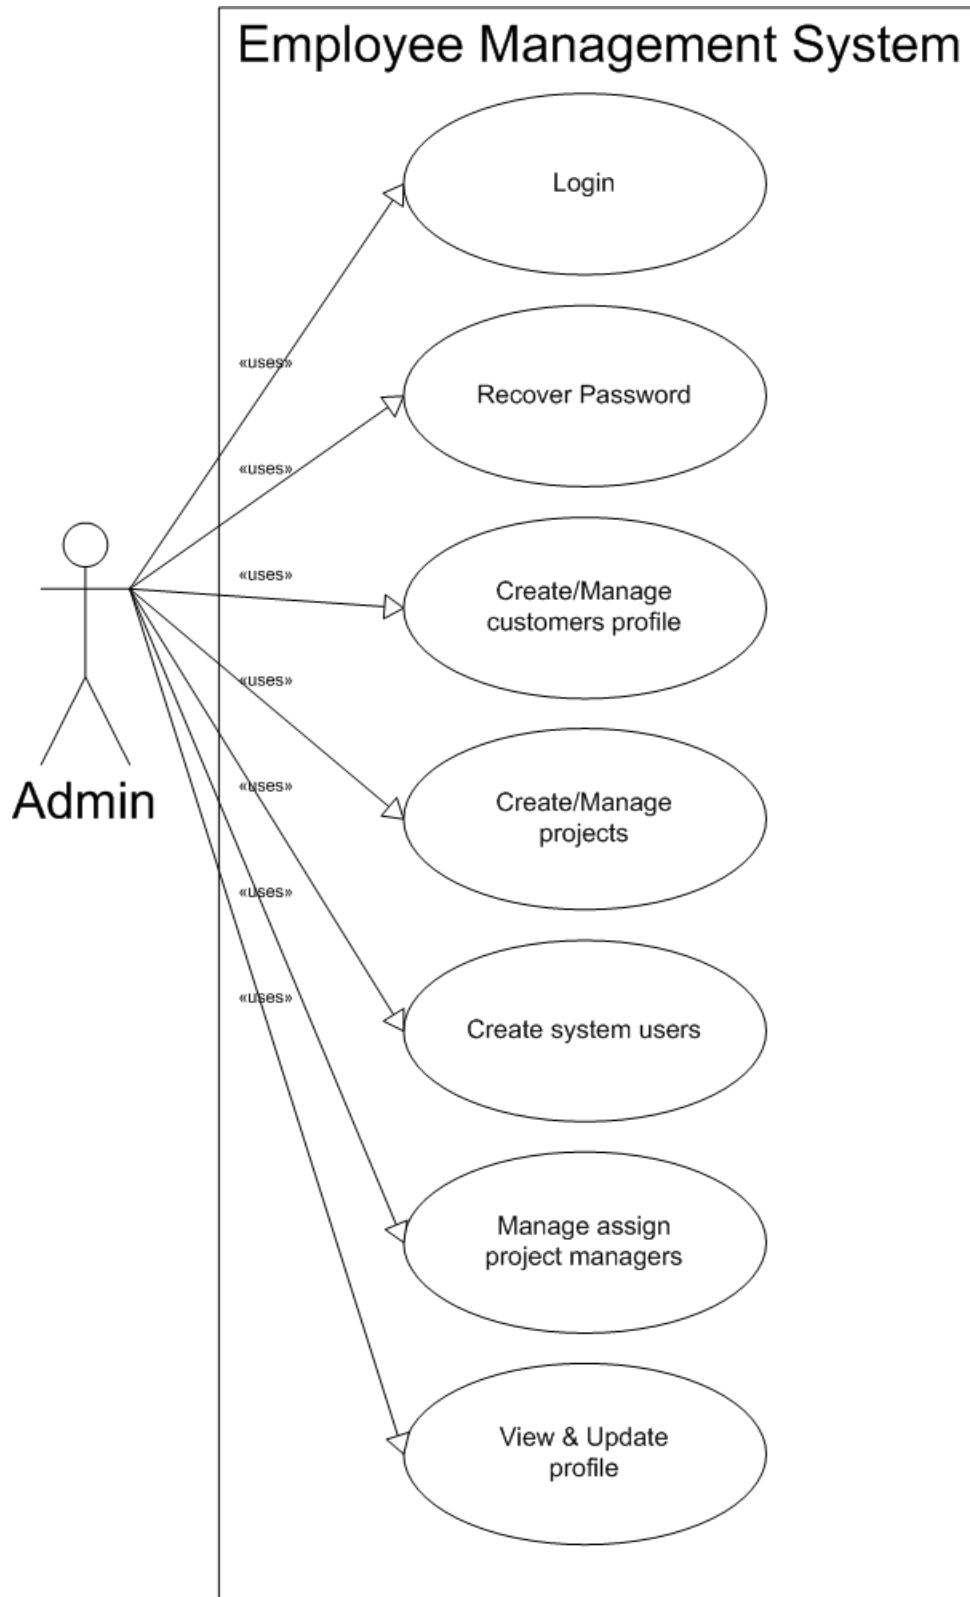 Employee Management System
Login
«uses»
Recover Password
«uses»
«uses»
Create/Manage
customers profile
«uses»
Admin
Create/Manage
projects
«uses»
«uses»
Create system users
«uses»
Manage assign
project managers
View & Update
profile